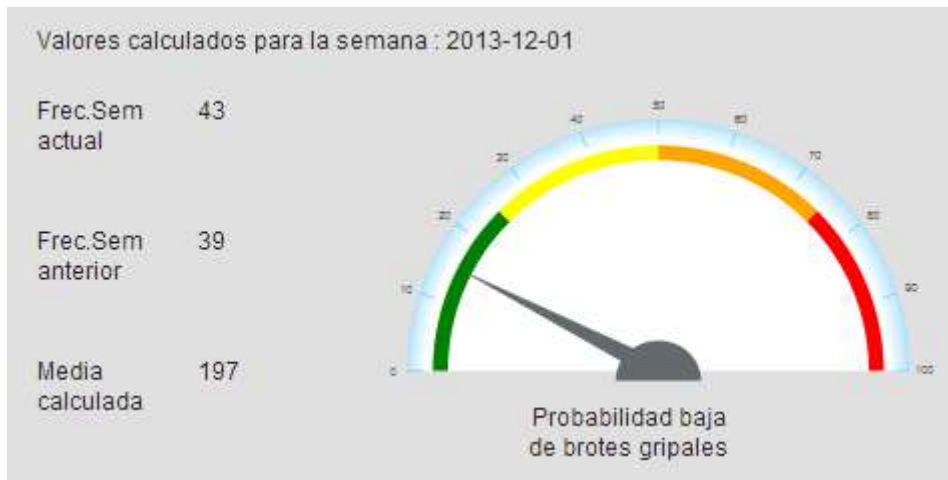 Valores calculados para la semana : 2013-12-01
Frec.Sem
actual
43
Frec.Sem
anterior
39
Media
calculada
197
0
10
20
30
40
50
60
70
80
90
100
Probabilidad baja
de brotes gripales